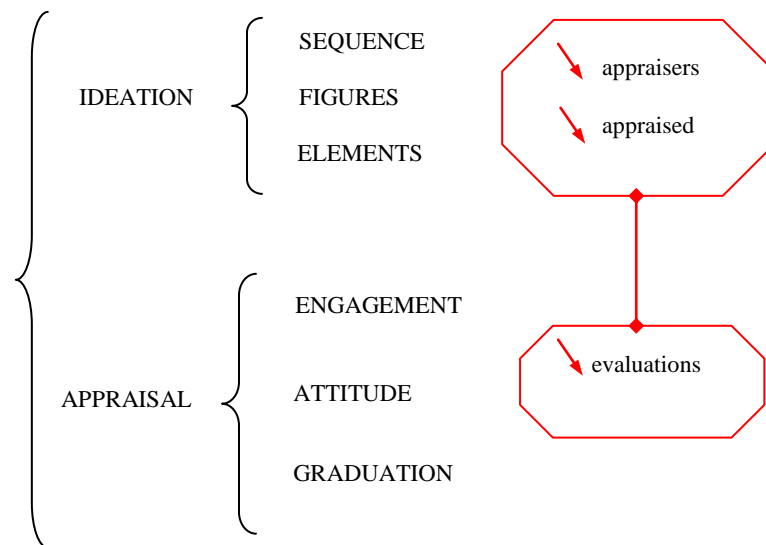 SEQUENCE
IDEATION
FIGURES
ELEMENTS
appraisers
appraised
ENGAGEMENT
APPRAISAL
ATTITUDE
GRADUATION
evaluations